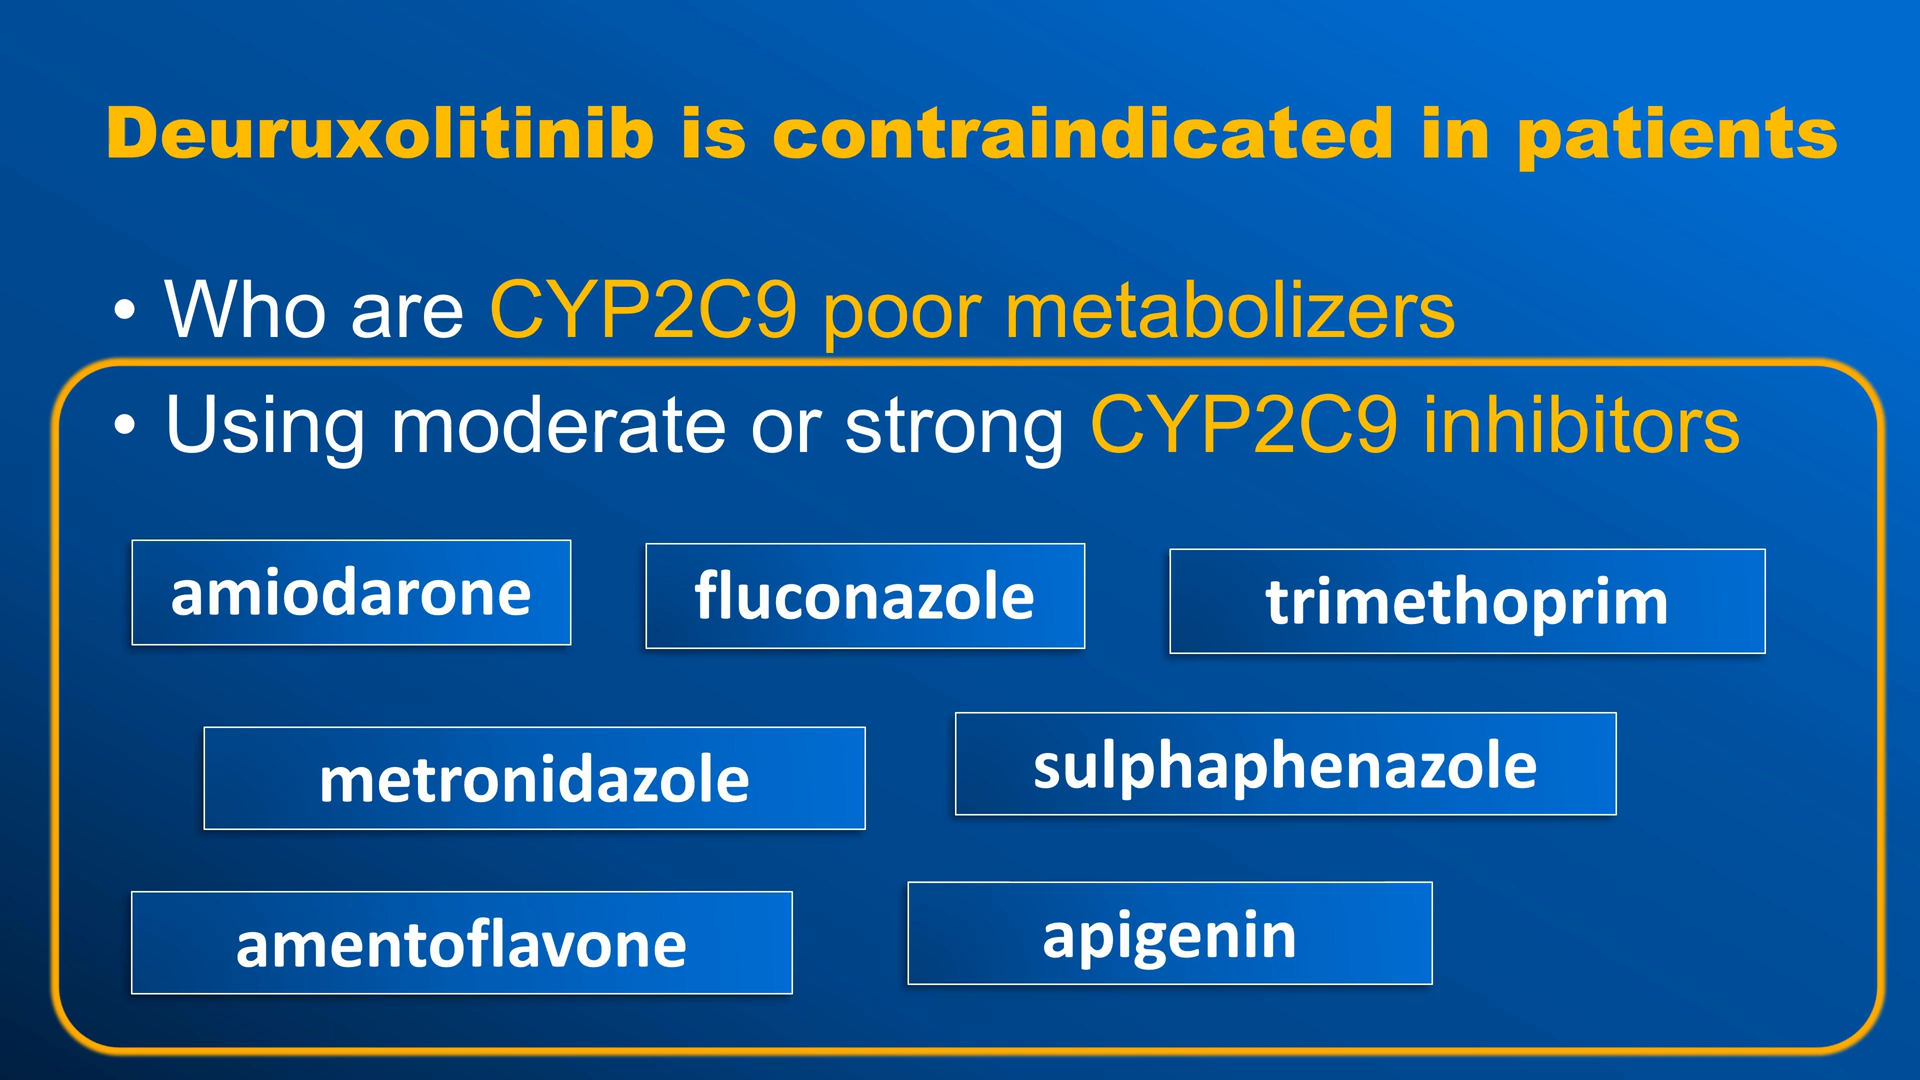 Deuruxolitinib is contraindicated in patients
• Who are CYP2C9 poor metabolizers
• Using moderate or strong CYP2C9 inhibitors
amiodarone
fluconazole
trimethoprim
metronidazole
sulphaphenazole
amentoflavone
apigenin